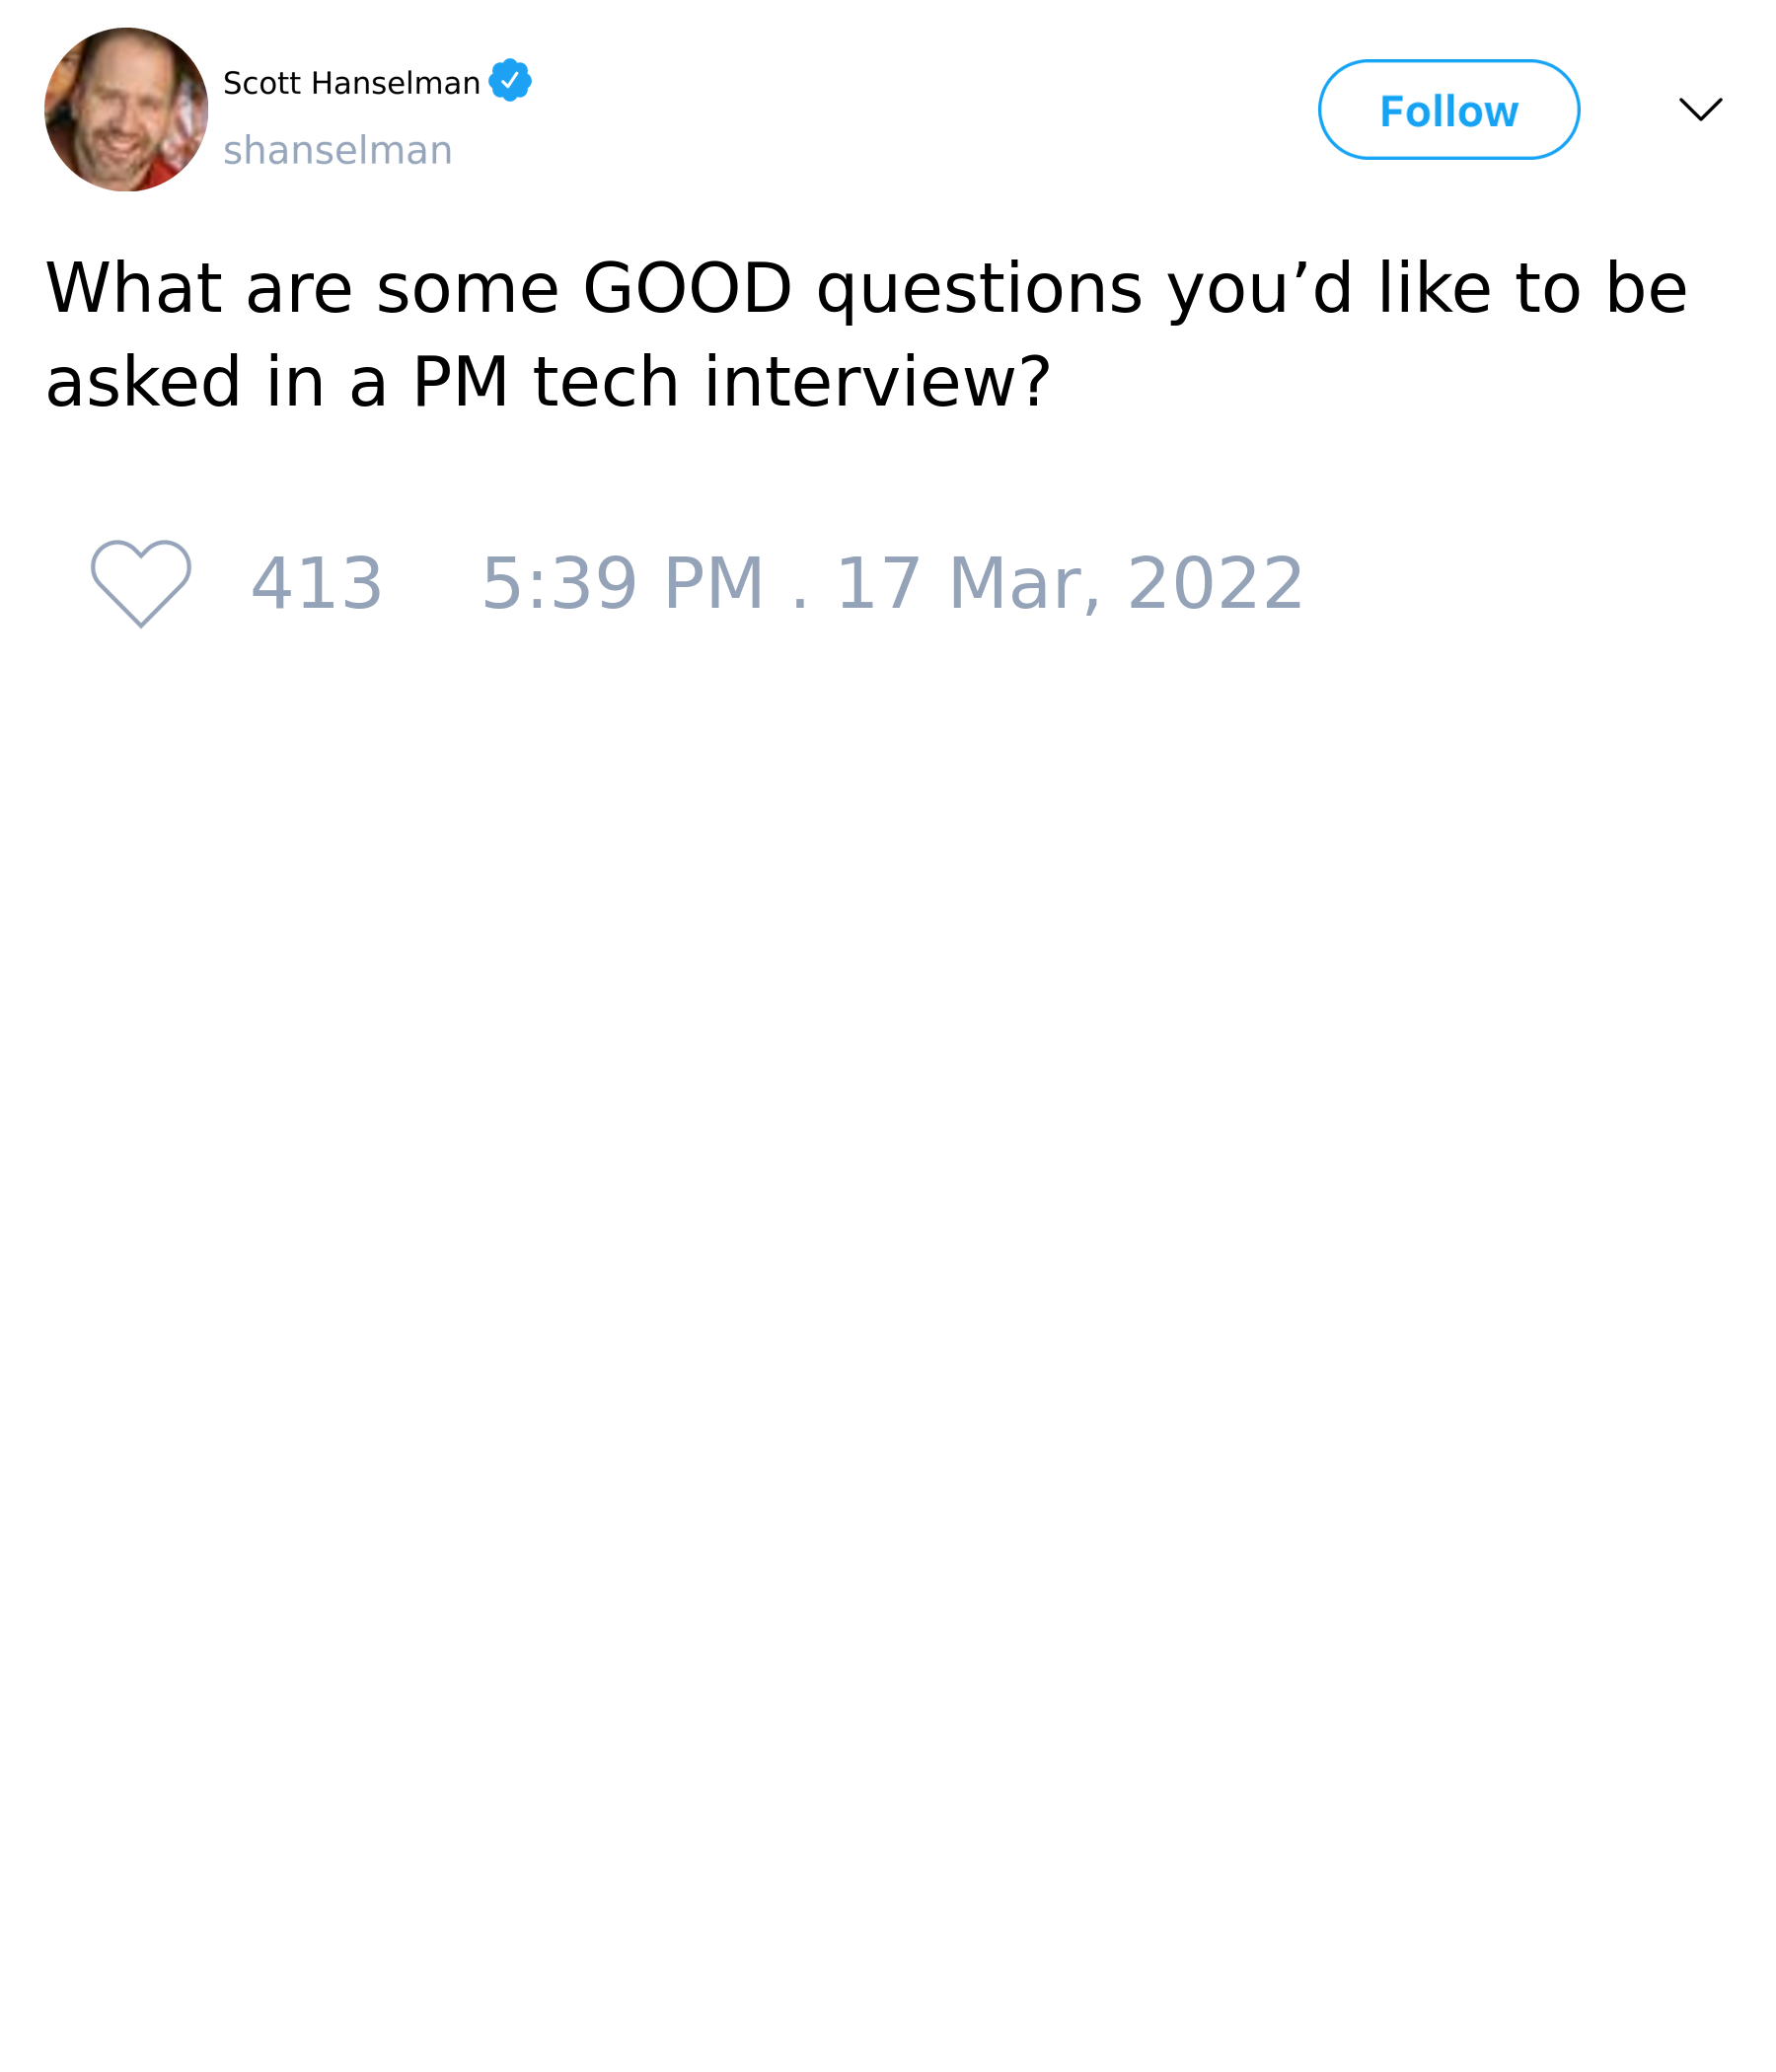 Scott Hanselman
shanselman
Follow
What are some GOOD questions you’d like to be
asked in a PM tech interview?
413 5:39 PM . 17 Mar, 2022